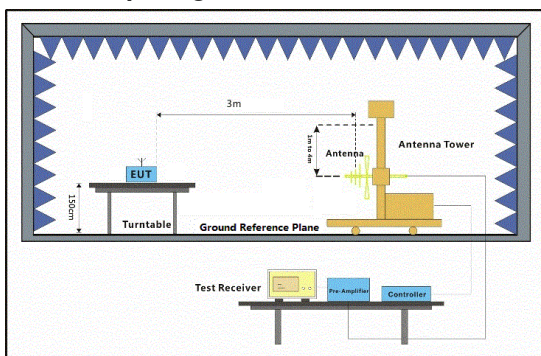 3m
1m to 4m
Antenna
Antenna Tower
EUT
150cm
Turntable
Ground Reference Plane
Test Receiver
Pre-Amplifier
Controller